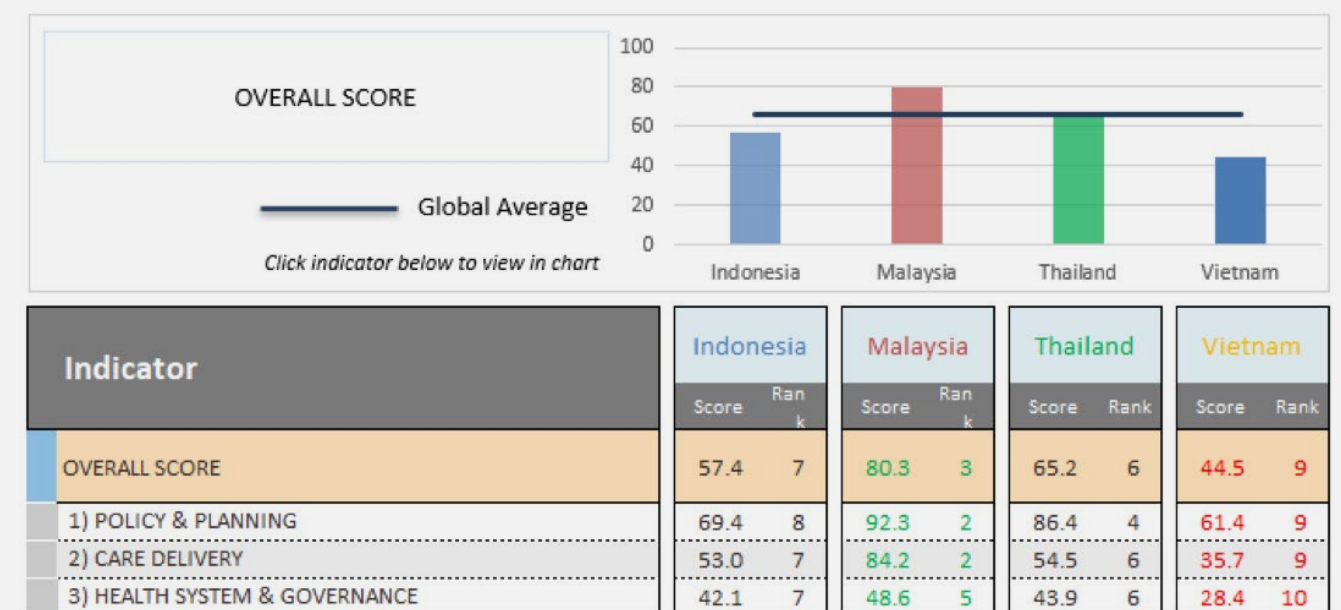 OVERALL SCORE
Global Average
Click indicator below to view in chart
100
80
60
40
20
0
Indonesia Malaysia Thailand Vietnam
Indicator
Indonesia Malaysia Thailand Vietnam
Score Ran
k Score Ran
k Score Rank Score Rank
OVERALL SCORE 57.4 7 80.3 3 65.2 6 44.5 9
1) POLICY & PLANNING 69.4 8 92.3 2 86.4 4 61.4 9
2) CARE DELIVERY 53.0 7 84.2 2 54.5 6 35.7 9
3) HEALTH SYSTEM & GOVERNANCE 42.1 7 48.6 5 43.9 6 28.4 10